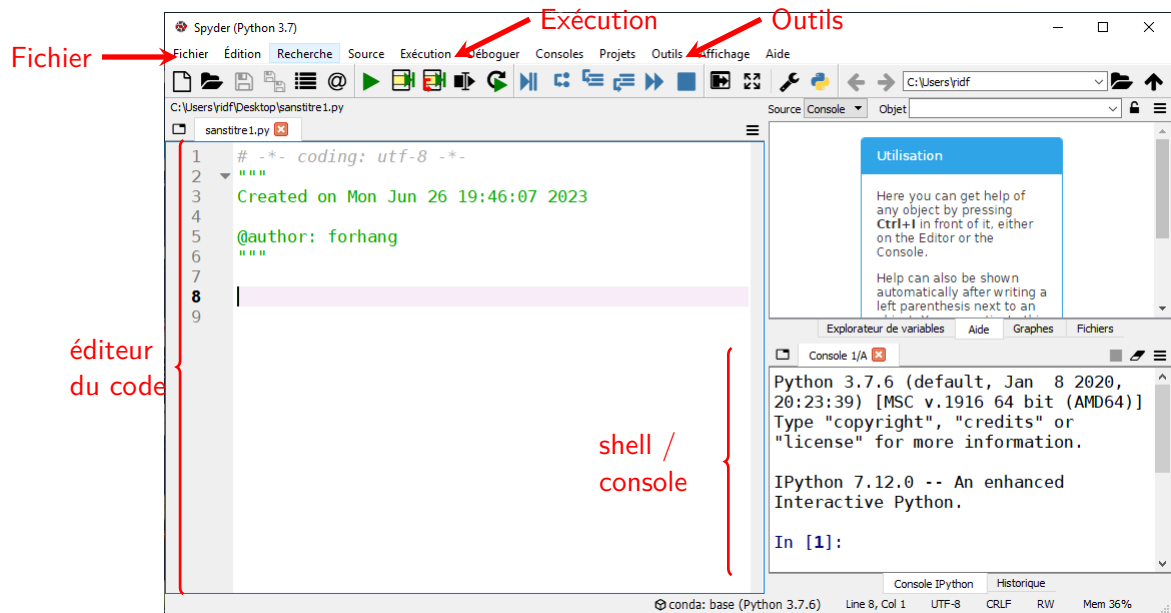 Exécution
Outils
Fichier
Spyder (Python 3.7)
Fichier Édition Recherche Source Exécution Déboguer Consoles Projets Outils Affichage Aide
C:\Users\ridf
C:\Users\ridf\Desktop\sanstitre1.py
Source Console Objet
sanstitre1.py
1 # -*- coding: utf-8 -*-
2 """
3 Created on Mon Jun 26 19:46:07 2023
4
5 @author: forhang
6 """
7
8
9
éditeur
du code
shell /
console
Utilisation
Here you can get help of
any object by pressing
Ctrl+I in front of it, either
on the Editor or the
Console.
Help can also be shown
automatically after writing a
left parenthesis next to an
Explorateur de variables Aide Graphes Fichiers
Console 1/A
Python 3.7.6 (default, Jan  8 2020,
20:23:39) [MSC v.1916 64 bit (AMD64)]
Type "copyright", "credits" or
"license" for more information.
IPython 7.12.0 -- An enhanced
Interactive Python.
In [1]:
Console IPython Historique
conda: base (Python 3.7.6) Line 8, Col 1 UTF-8 CRLF RW Mem 36%